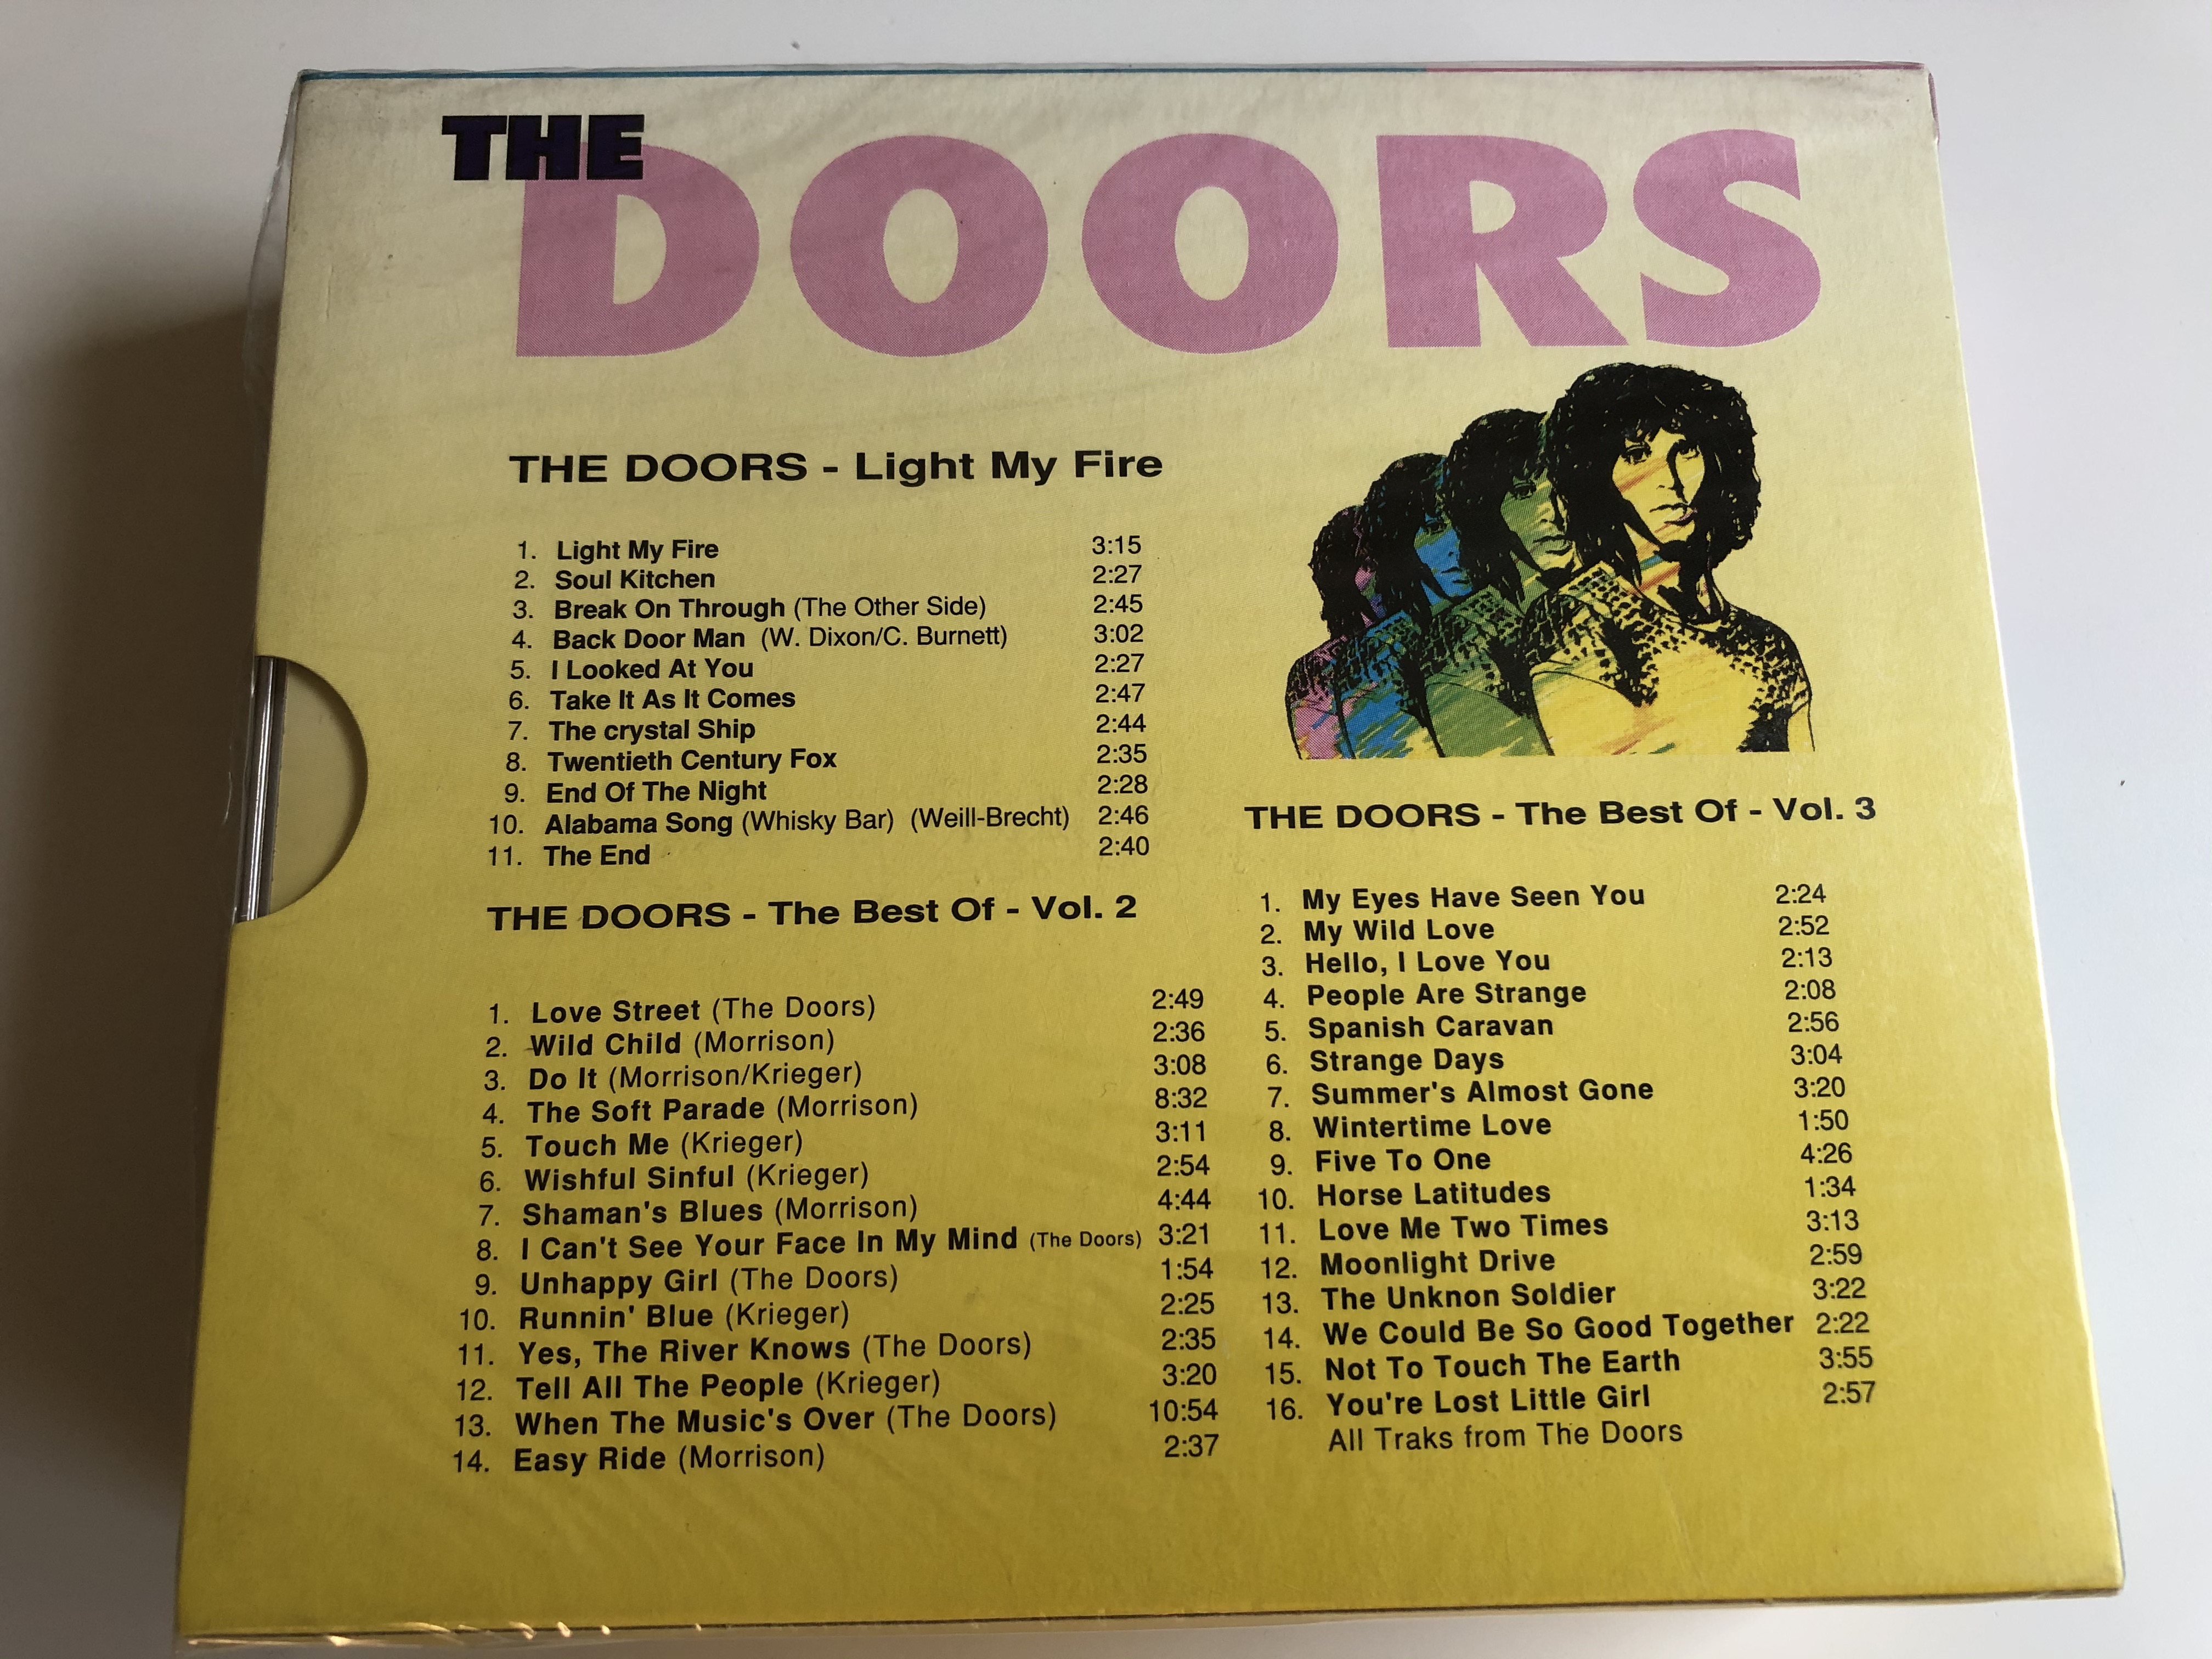 THE
DOORS
THE DOORS - Light My Fire
1. Light My Fire 3:15
2. Soul Kitchen 2:27
3. Break On Through (The Other Side) 2:45
4. Back Door Man (W. Dixon/C. Burnett) 3:02
5. I Looked At You 2:27
6. Take It As It Comes 2:47
7. The crystal Ship 2:44
8. Twentieth Century Fox 2:35
9. End Of The Night 2:28
10. Alabama Song (Whisky Bar) (Weill-Brecht) 2:46
11. The End 2:40
THE DOORS - The Best Of - Vol. 2
1. Love Street (The Doors) 2:49
2. Wild Child (Morrison) 2:36
3. Do It (Morrison/Krieger) 3:08
4. The Soft Parade (Morrison) 8:32
5. Touch Me (Krieger) 3:11
6. Wishful Sinful (Krieger) 2:54
7. Shaman's Blues (Morrison) 4:44
8. I Can't See Your Face In My Mind (The Doors) 3:21
9. Unhappy Girl (The Doors) 1:54
10. Runnin' Blue (Krieger) 2:25
11. Yes, The River Knows (The Doors) 2:35
12. Tell All The People (Krieger) 3:20
13. When The Music's Over (The Doors) 10:54
14. Easy Ride (Morrison) 2:37
THE DOORS - The Best Of - Vol. 3
1. My Eyes Have Seen You 2:24
2. My Wild Love 2:52
3. Hello, I Love You 2:13
4. People Are Strange 2:08
5. Spanish Caravan 2:56
6. Strange Days 3:04
7. Summer's Almost Gone 3:20
8. Wintertime Love 1:50
9. Five To One 4:26
10. Horse Latitudes 1:34
11. Love Me Two Times 3:13
12. Moonlight Drive 2:59
13. The Unknon Soldier 3:22
14. We Could Be So Good Together 2:22
15. Not To Touch The Earth 3:55
16. You're Lost Little Girl 2:57
All Traks from The Doors